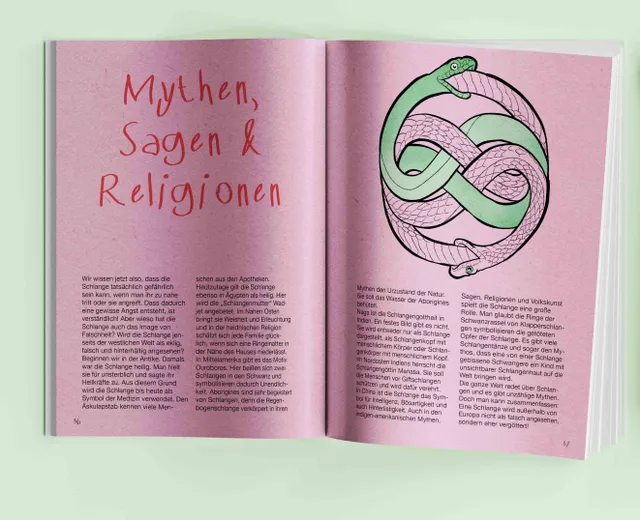 Mythen,
Sagen &
Religionen
Wir wissen jetzt also, dass die
Schlange tatsächlich gefährlich
sein kann, wenn man ihr zu nahe
tritt oder sie angreift. Dass dadurch
eine gewisse Angst entsteht, ist
verständlich! Aber wieso hat die
Schlange auch das Image von
Falschheit? Wird die Schlange jen-
seits der westlichen Welt als eklig,
falsch und hinterhältig angesehen?
Beginnen wir in der Antike. Damals
war die Schlange heilig. Man hielt
sie für unsterblich und sagte ihr
Heilkräfte zu. Aus diesem Grund
wird die Schlange bis heute als
Symbol der Medizin verwendet. Den
Äskulapstab kennen viele Men-
schen aus den Apotheken.
Heutzutage gilt die Schlange
ebenso in Ägypten als heilig. Hier
wird die „Schlangenmutter“ Wad-
jet verehrt. Im Nahen Osten
bringt sie Weisheit und Erleuchtung
und in der heidnischen Religion
schätzt sich jede Familie glück-
lich, wenn sich eine Ringelnatter in
der Nähe des Hauses niederlässt.
In Mittelamerika gibt es das Motiv
Ouroboros. Hier beißen sich zwei
Schlangen in den Schwanz und
symbolisieren dadurch Unendlich-
keit. Aborigines sind sehr begeistert
von Schlangen, denn die Regen-
bogenschlange verkörpert in ihren
Mythen das Urzustand der Natur.
Sie soll das Wasser der Aborigines
behüten.
Naga ist die Schlangengottheit in
Indien. Ein festes Bild gibt es nicht.
Sie wird entweder nur als Schlange
dargestellt, als Schlangenkopf mit
menschlichem Körper oder Schlan-
genkörper mit menschlichem Kopf.
Im Nordosten Indiens herrscht die
Schlangengöttin Manasa. Sie soll
die Menschen vor Giftschlangen
schützen und wird dafür verehrt.
In China ist die Schlange das Sym-
bol für Intelligenz, Bösartigkeit und
auch Hinterlistigkeit. Auch in den
indigen-amerikanischen Mythen,
Sagen, Religionen und Volkskunst
spielt die Schlange eine große
Rolle. Man glaubt die Ringe der
Schwanzrassel von Klapperschlan-
gen symbolisieren die getöteten
Opfer der Schlange. Es gibt viele
Schlangentänze und sogar den My-
thos, dass eine von einer Schlange
gebissene Schwangere ein Kind mit
unsichtbarer Schlangenhaut auf die
Welt bringen wird.
Die ganze Welt redet über Schlan-
gen und es gibt unzählige Mythen.
Doch man kann zusammenfassen:
Eine Schlange wird außerhalb von
Europa nicht als falsch angesehen,
sondern eher vergöttert!